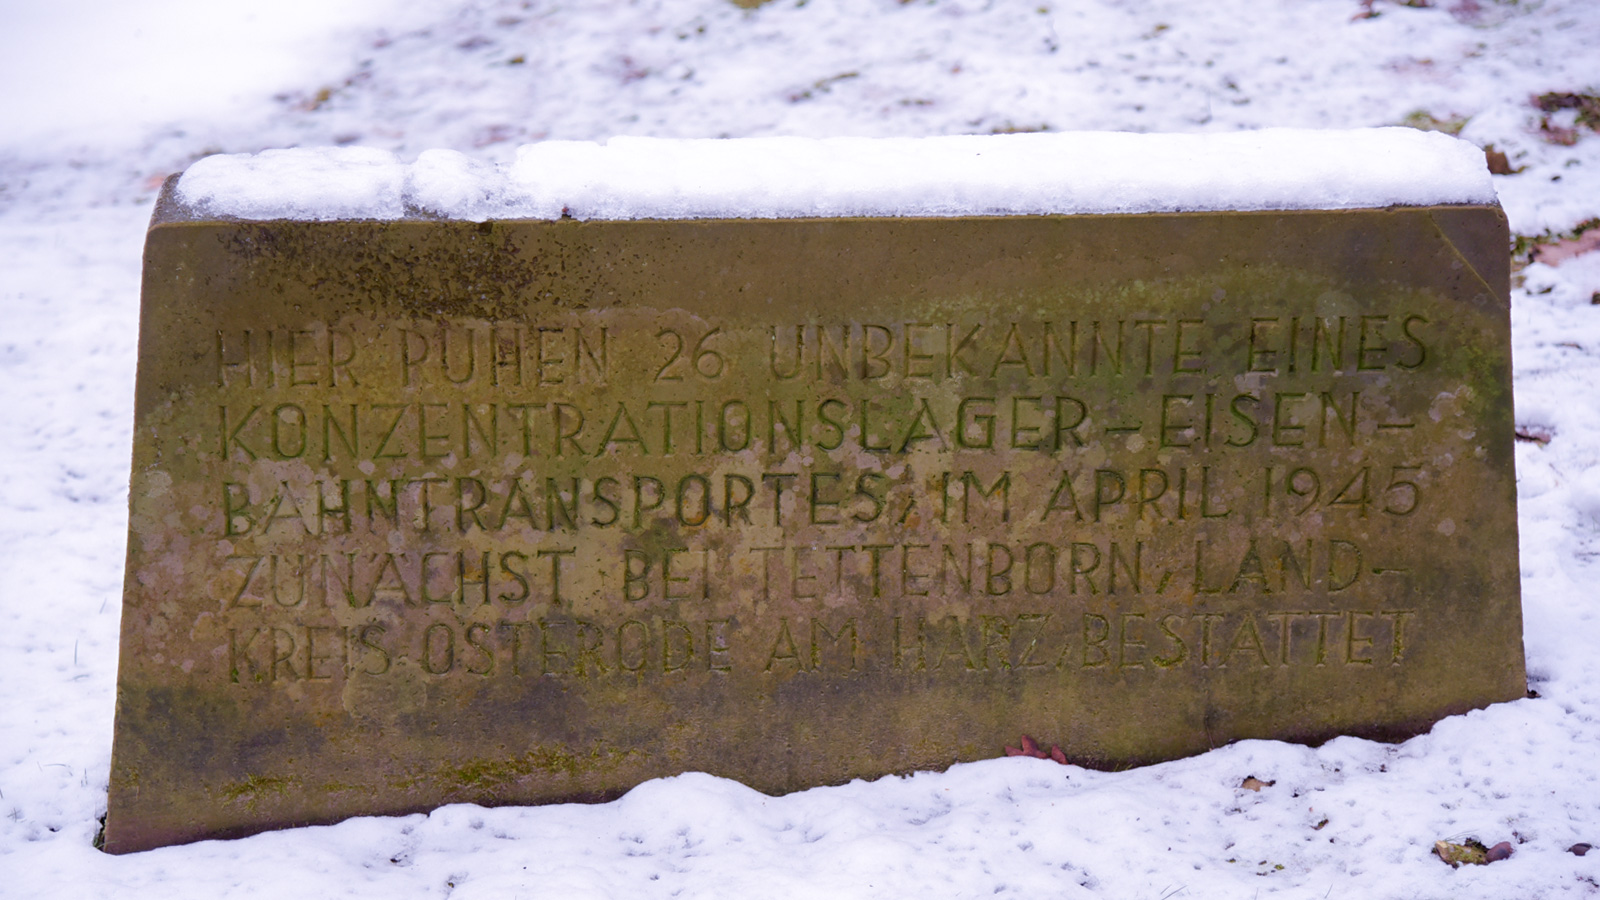 HIER RUHEN 26 UNBEKANNTE EINES
KONZENTRATIONSLAGER-EISEN-
BAHNTRANSPORTES, IM APRIL 1945
ZUNÄCHST BEI TETTENBORN, LAND-
KREIS OSTERODE AM HARZ, BESTATTET